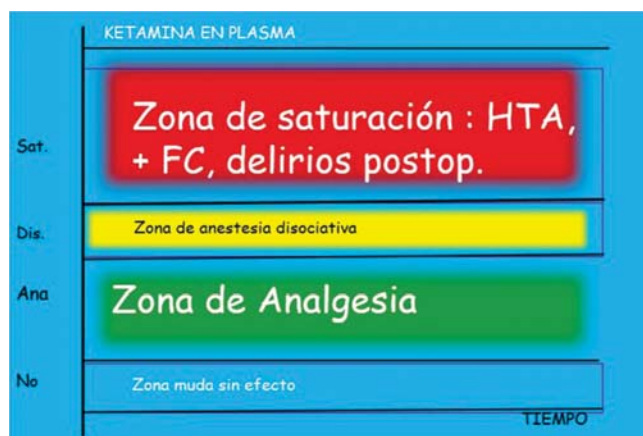 KETAMINA EN PLASMA
Zona de saturación : HTA,
+ FC, delirios postop.
Sat.
Zona de anestesia disociativa
Dis.
Ana
Zona de Analgesia
No
Zona muda sin efecto
TIEMPO